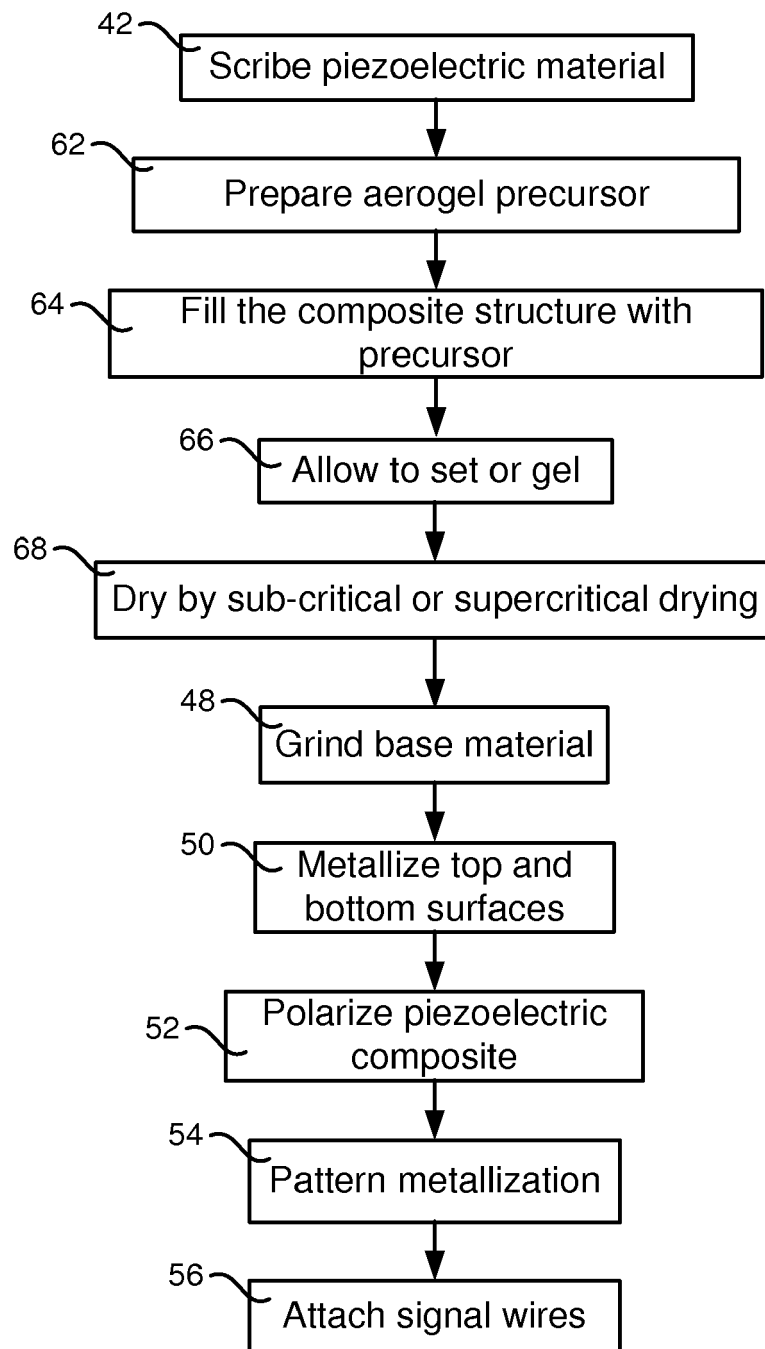 42
Scribe piezoelectric material
62
Prepare aerogel precursor
64
Fill the composite structure with
precursor
66
Allow to set or gel
68
Dry by sub-critical or supercritical drying
48
Grind base material
50
Metallize top and
bottom surfaces
52
Polarize piezoelectric
composite
54
Pattern metallization
56
Attach signal wires